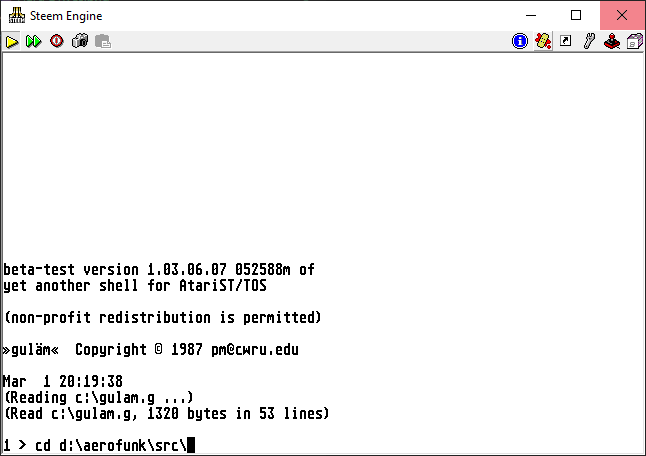 Steem Engine
beta-test version 1.03.06.07 052588m of
yet another shell for AtariST/TOS
(non-profit redistribution is permitted)
»guläm«  Copyright © 1987 pm@cwru.edu
Mar  1 20:19:38
(Reading c:\gulam.g ...)
(Read c:\gulam.g, 1320 bytes in 53 lines)
1 > cd d:\aerofunk\src\